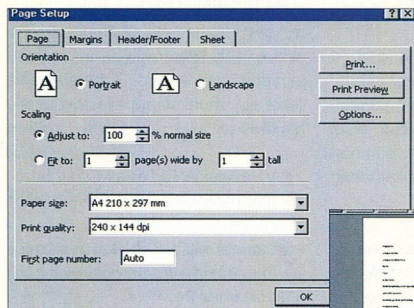 Page Setup
Page Margins Header/Footer Sheet
Orientation
Print...
A Portrait A Landscape
Print Preview
Scaling
Options...
Adjust to: 100 % normal size
Fit to: 1 page(s) wide by 1 tall
Paper size: A4 210 x 297 mm
Print quality: 240 x 144 dpi
First page number: Auto
OK